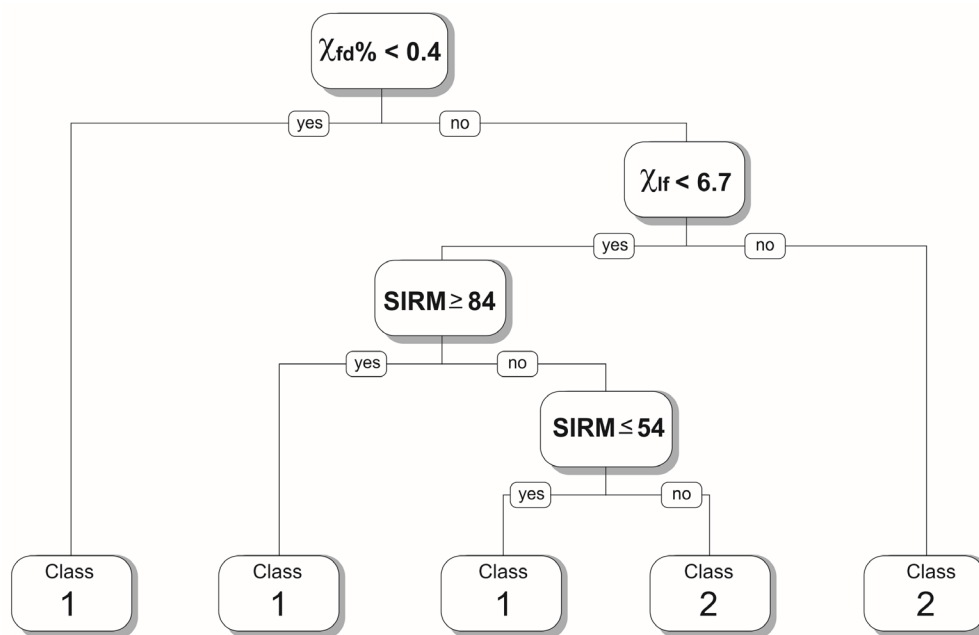 χfd% < 0.4
yes
no
χlf < 6.7
yes
no
SIRM ≥ 84
yes
no
SIRM ≤ 54
yes
no
Class
1
Class
1
Class
1
Class
2
Class
2